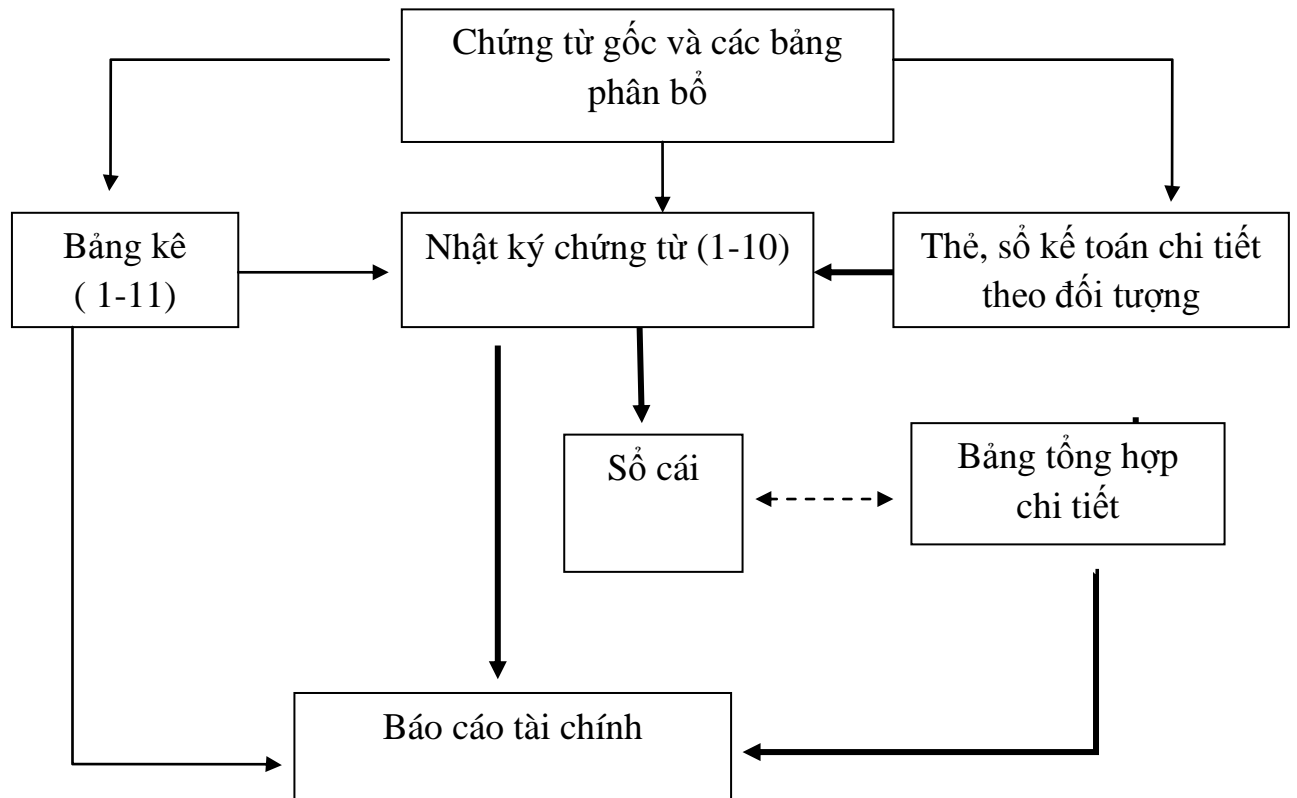 Chứng từ gốc và các bảng
phân bổ
Bảng kê
( 1-11)
Nhật ký chứng từ (1-10)
Thẻ, sổ kế toán chi tiết
theo đối tượng
Sổ cái
Bảng tổng hợp
chi tiết
Báo cáo tài chính